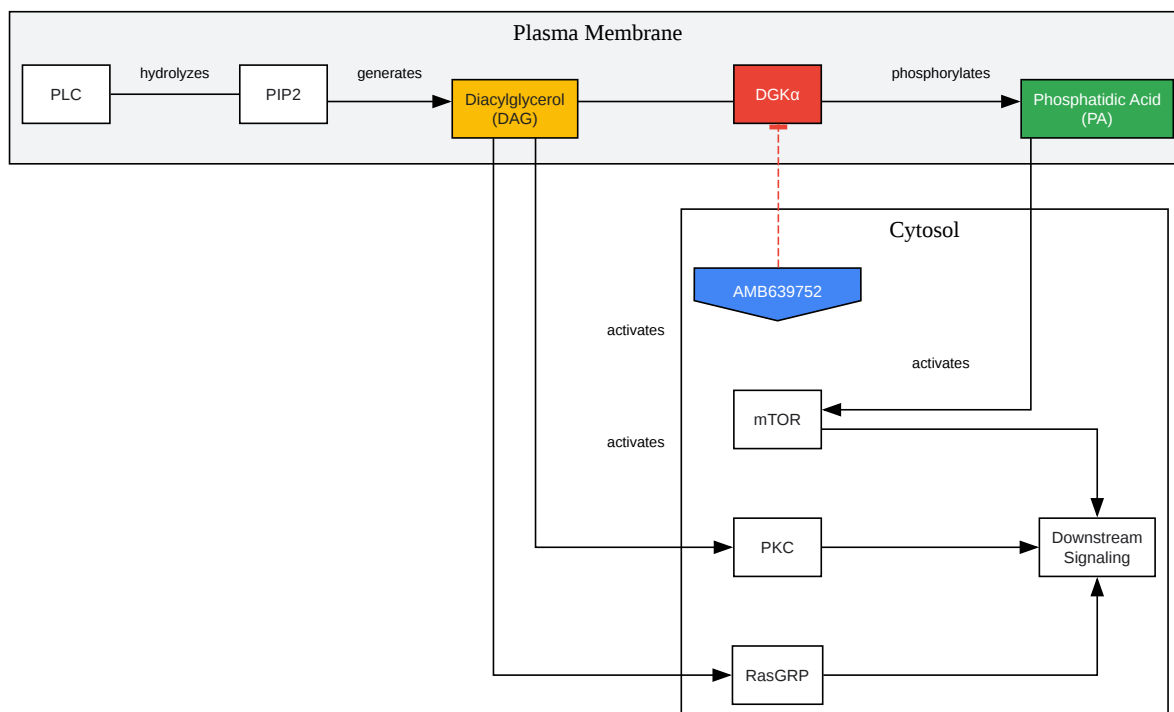 Plasma Membrane
hydrolyzes
generates
phosphorylates
PLC
PIP2
Diacylglycerol
(DAG)
DGKα
Phosphatidic Acid
(PA)
Cytosol
AMB639752
activates
activates
mTOR
activates
PKC
Downstream
Signaling
RasGRP